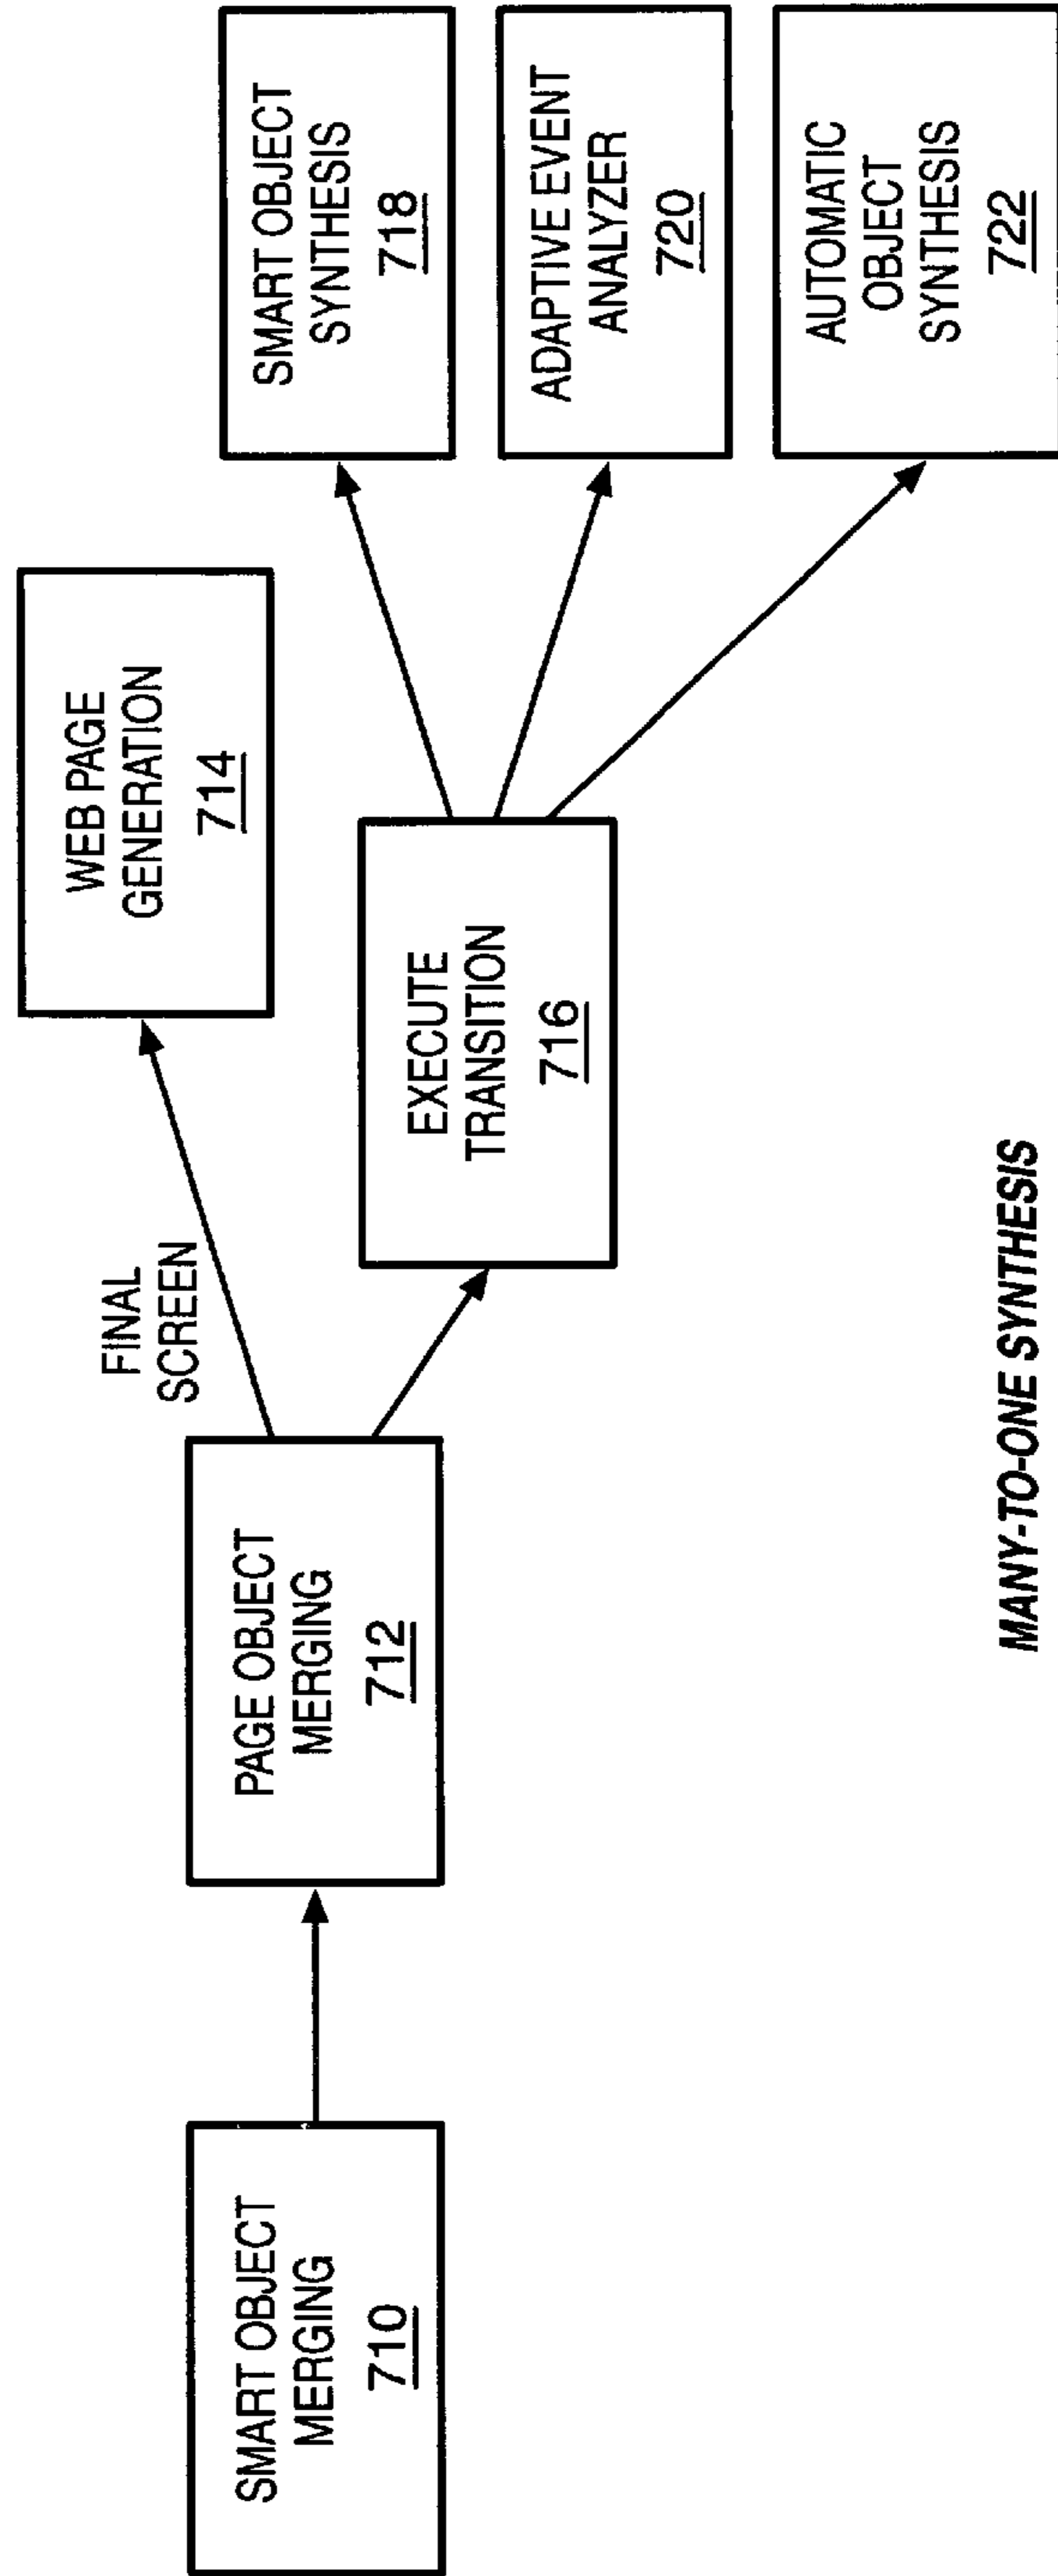 SMART OBJECT
MERGING
710
PAGE OBJECT
MERGING
712
FINAL
SCREEN
WEB PAGE
GENERATION
714
EXECUTE
TRANSITION
716
SMART OBJECT
SYNTHESIS
718
ADAPTIVE EVENT
ANALYZER
720
AUTOMATIC
OBJECT
SYNTHESIS
722
MANY-TO-ONE SYNTHESIS